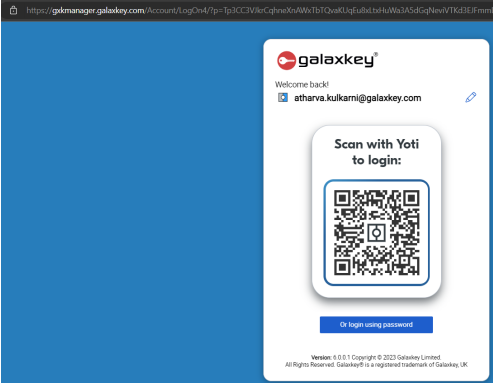 https://gxkmanager.galaxkey.com/Account/LogOn4/?p=
galaxkey®
Welcome back!
atharva.kulkarni@galaxkey.com
Scan with Yoti
to login:
Or login using password
Version: 6.0.0.1 Copyright © 2023 Galaxkey Limited.
All Rights Reserved. Galaxkey® is a registered trademark of Galaxkey, UK.